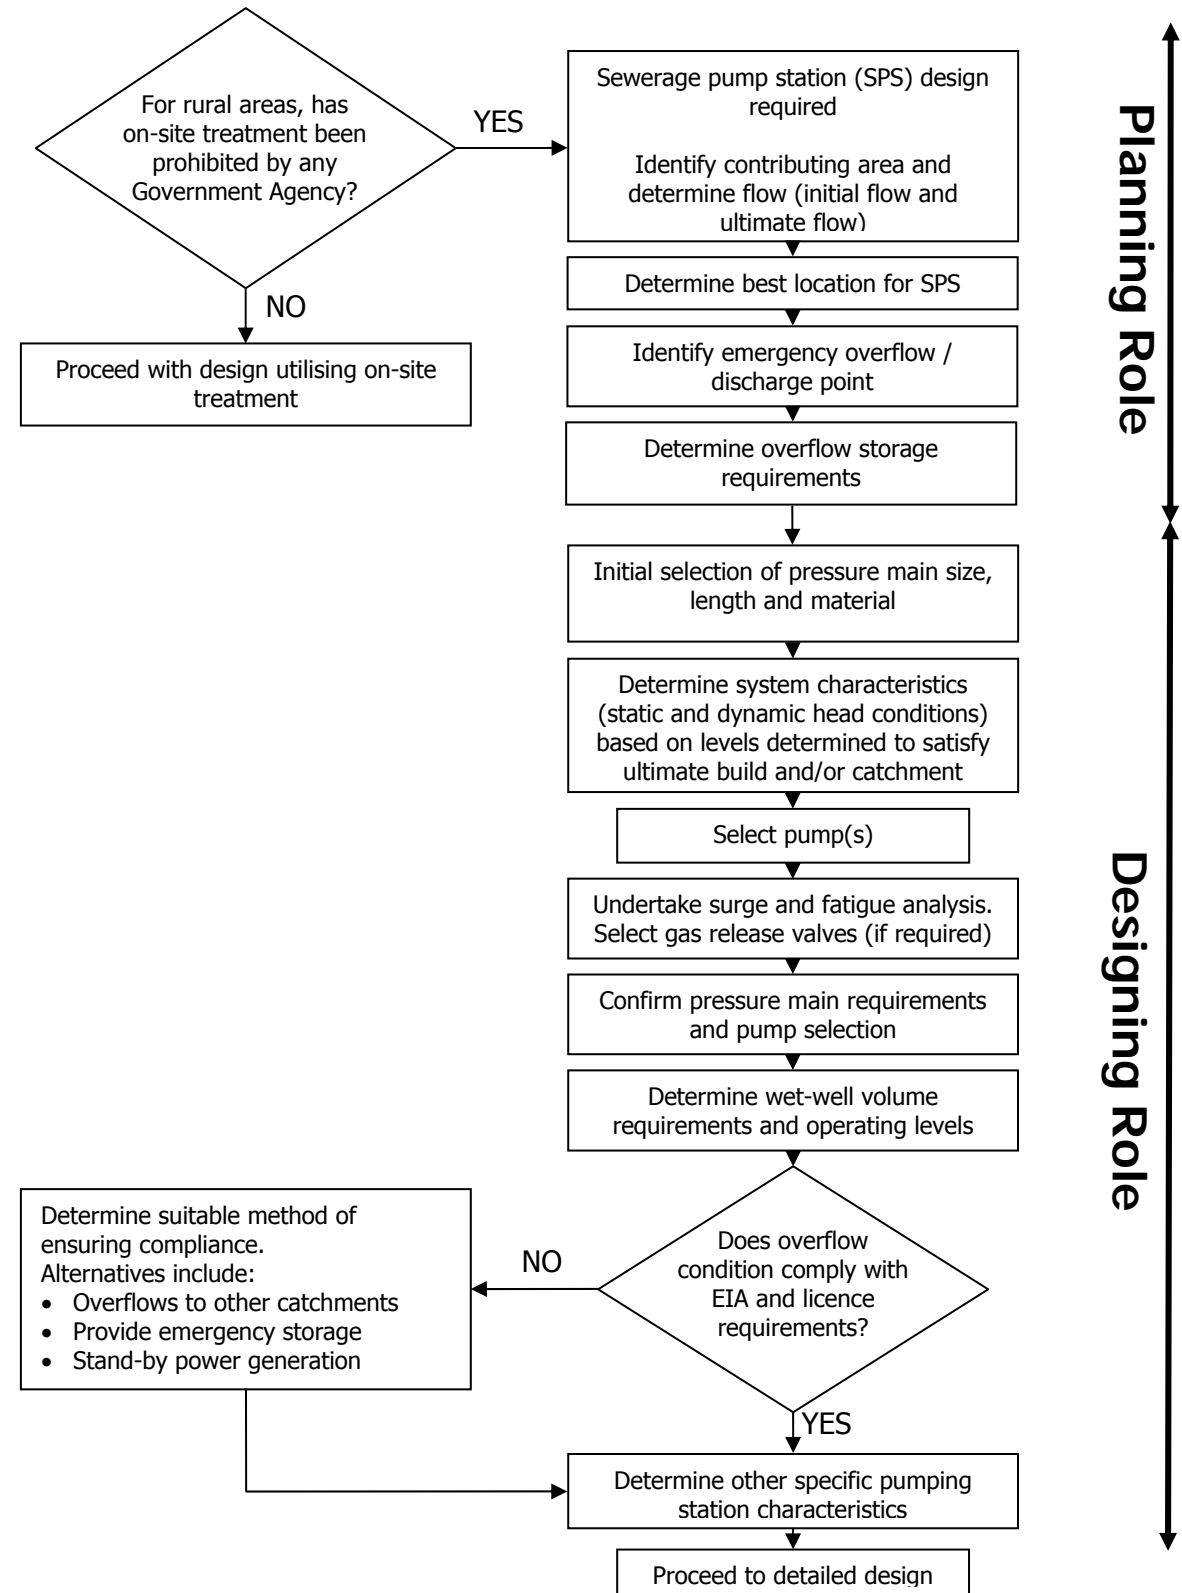 For rural areas, has
on-site treatment been
prohibited by any
Government Agency?
YES
NO
Proceed with design utilising on-site
treatment
Sewerage pump station (SPS) design
required
Identify contributing area and
determine flow (initial flow and
ultimate flow)
Determine best location for SPS
Identify emergency overflow /
discharge point
Determine overflow storage
requirements
Initial selection of pressure main size,
length and material
Determine system characteristics
(static and dynamic head conditions)
based on levels determined to satisfy
ultimate build and/or catchment
Select pump(s)
Undertake surge and fatigue analysis.
Select gas release valves (if required)
Confirm pressure main requirements
and pump selection
Determine wet-well volume
requirements and operating levels
Does overflow
condition comply with
EIA and licence
requirements?
NO
Determine suitable method of
ensuring compliance.
Alternatives include:
• Overflows to other catchments
• Provide emergency storage
• Stand-by power generation
YES
Determine other specific pumping
station characteristics
Proceed to detailed design
Planning Role
Designing Role